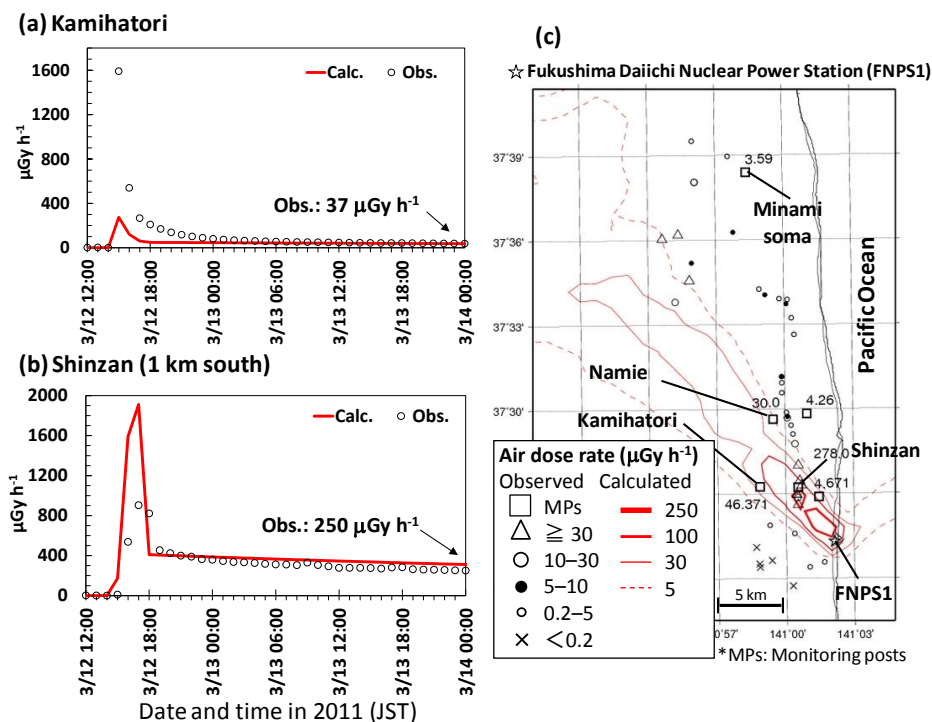 (a) Kamihatori
1600
1200
800
400
0
µGy h⁻¹
Calc.
Obs.
Obs.: 37 µGy h⁻¹
3/12 12:00
3/12 18:00
3/13 00:00
3/13 06:00
3/13 12:00
3/13 18:00
3/14 00:00
(b) Shinzan (1 km south)
2000
1600
1200
800
400
0
µGy h⁻¹
Calc.
Obs.
Obs.: 250 µGy h⁻¹
3/12 12:00
3/12 18:00
3/13 00:00
3/13 06:00
3/13 12:00
3/13 18:00
3/14 00:00
Date and time in 2011 (JST)
(c)
☆ Fukushima Daiichi Nuclear Power Station (FNPS1)
37°39'
37°36'
37°33'
37°30'
3.59
Minami
soma
Pacific Ocean
Namie
30.0
4.26
Kamihatori
278.0
Shinzan
4.671
46.371
FNPS1
Air dose rate (µGy h⁻¹)
Observed Calculated
MPs 250
≧ 30 100
10–30 30
5–10 5
0.2–5
＜0.2
5 km
0°57'
141°00'
141°03'
*MPs: Monitoring posts